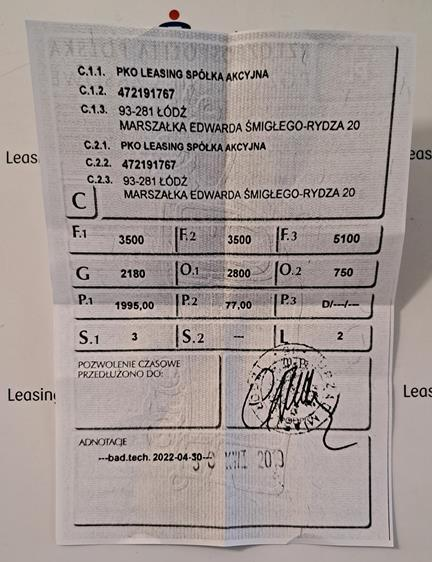 C.1.1. PKO LEASING SPÓŁKA AKCYJNA
C.1.2. 472191767
C.1.3. 93-281 ŁÓDŹ
MARSZAŁKA EDWARDA ŚMIGŁEGO-RYDZA 20
C.2.1. PKO LEASING SPÓŁKA AKCYJNA
C.2.2. 472191767
C.2.3. 93-281 ŁÓDŹ
MARSZAŁKA EDWARDA ŚMIGŁEGO-RYDZA 20
C
F.1 3500 F.2 3500 F.3 5100
G 2180 O.1 2800 O.2 750
P.1 1995,00 P.2 77,00 P.3 D/---/---
S.1 3 S.2 --- L 2
POZWOLENIE CZASOWE
PRZEDŁUŻONO DO:
ADNOTACJE
---bad.tech. 2022-04-30--
KWI
Leasing